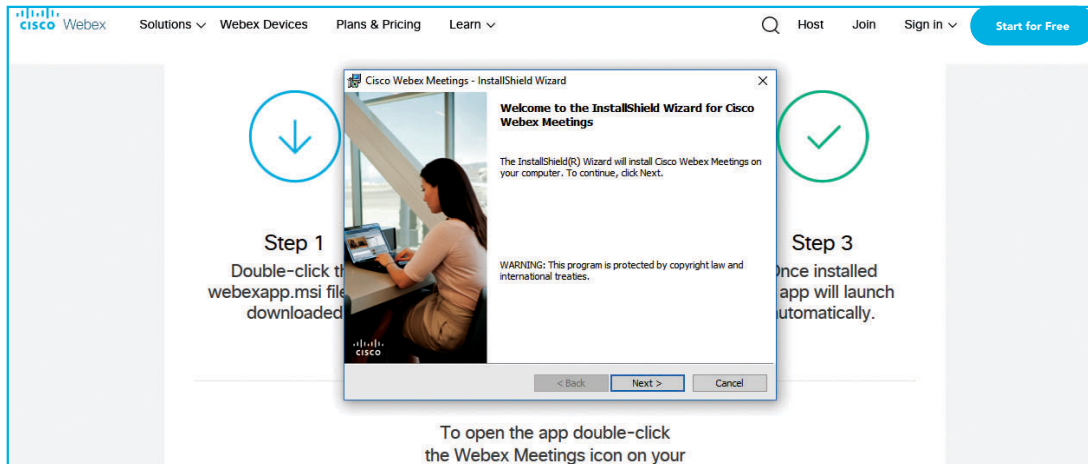 CISCO Webex Solutions Webex Devices Plans & Pricing Learn Host Join Sign in Start for Free
Cisco Webex Meetings - InstallShield Wizard
Welcome to the InstallShield Wizard for Cisco
Webex Meetings
The InstallShield(R) Wizard will install Cisco Webex Meetings on
your computer. To continue, click Next.
WARNING: This program is protected by copyright law and
international treaties.
CISCO
< Back Next > Cancel
Step 1
Double-click
webexapp.msi
downloaded
Step 3
installed
app will launch
To open the app double-click
the Webex Meetings icon on your